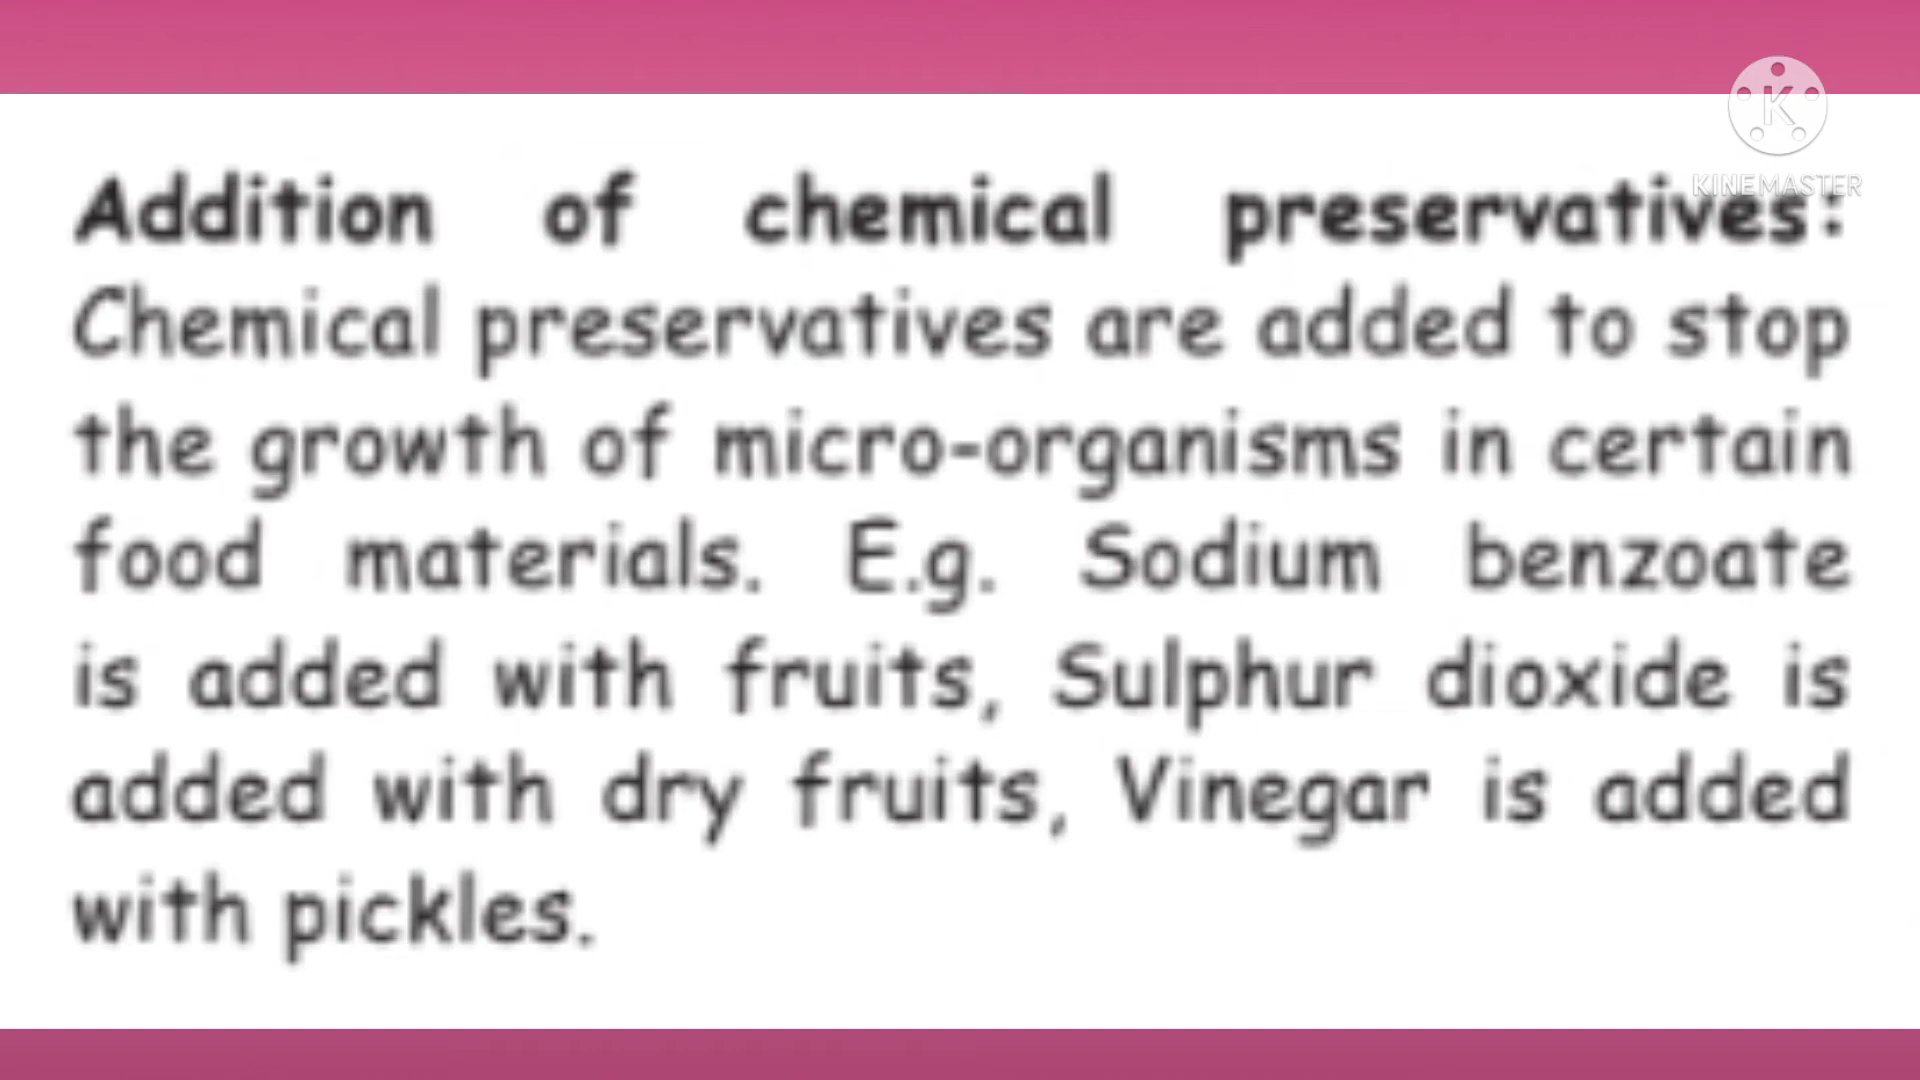 K
KINEMASTER
Addition of chemical preservatives:
Chemical preservatives are added to stop
the growth of micro-organisms in certain
food materials. E.g. Sodium benzoate
is added with fruits, Sulphur dioxide is
added with dry fruits, Vinegar is added
with pickles.